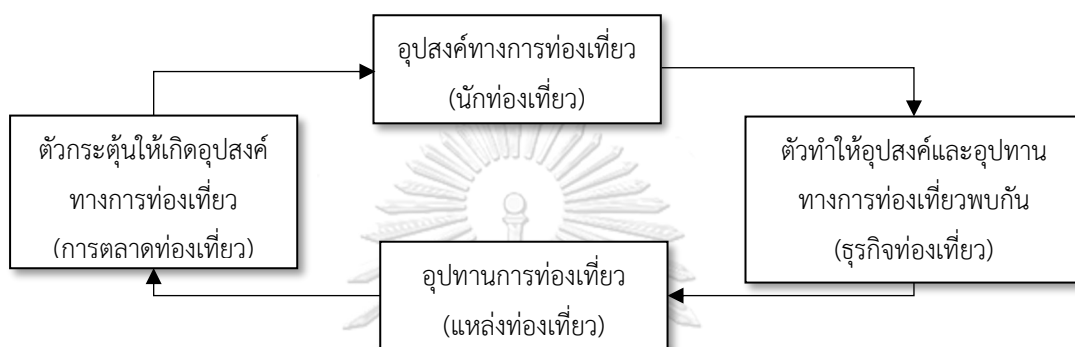 อุปสงค์ทางการท่องเที่ยว
(นักท่องเที่ยว)
ตัวกระตุ้นให้เกิดอุปสงค์
ทางการท่องเที่ยว
(การตลาดท่องเที่ยว)
ตัวทำให้อุปสงค์และอุปทาน
ทางการท่องเที่ยวพบกัน
(ธุรกิจท่องเที่ยว)
อุปทานการท่องเที่ยว
(แหล่งท่องเที่ยว)